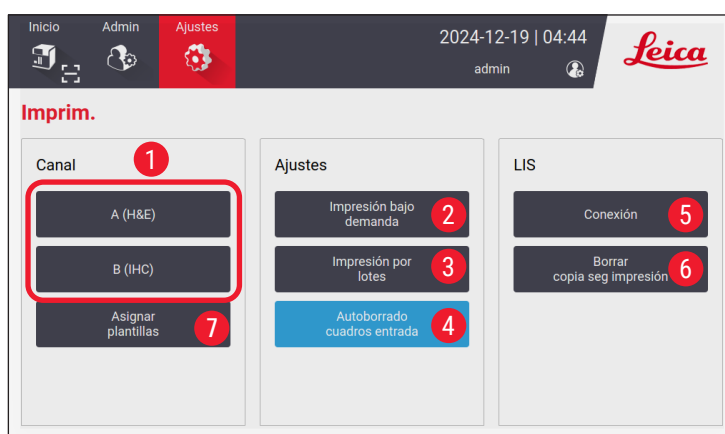 Inicio Admin Ajustes
2024-12-19 | 04:44
admin
Leica
Imprim.
Canal 1
A (H&E)
B (IHC)
Asignar
plantillas 7
Ajustes
Impresión bajo
demanda 2
Impresión por
lotes 3
Autoborrado
cuadros entrada 4
LIS
Conexión 5
Borrar
copia seg impresión 6